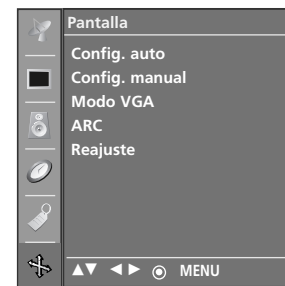 Pantalla
Config. auto
Config. manual
Modo VGA
ARC
Reajuste
▲▼ ◄ ► ◉ MENU